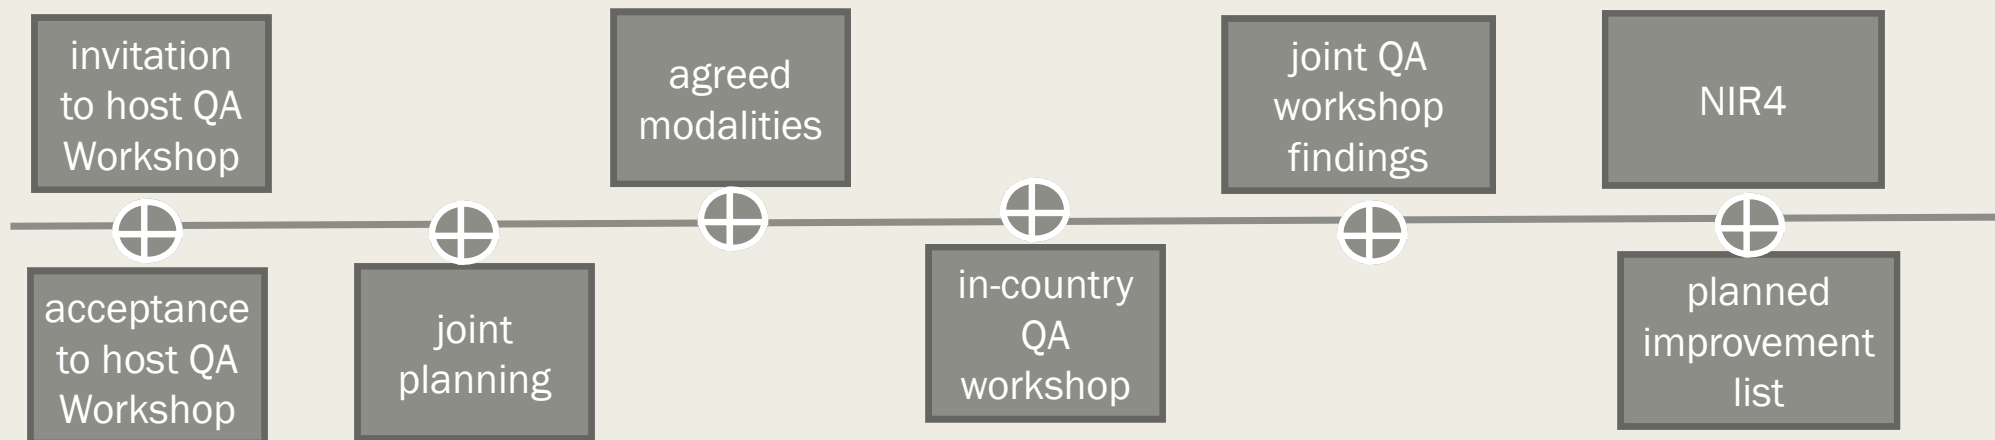 invitation
to host QA
Workshop
acceptance
to host QA
Workshop
joint
planning
agreed
modalities
in-country
QA
workshop
joint QA
workshop
findings
NIR4
planned
improvement
list